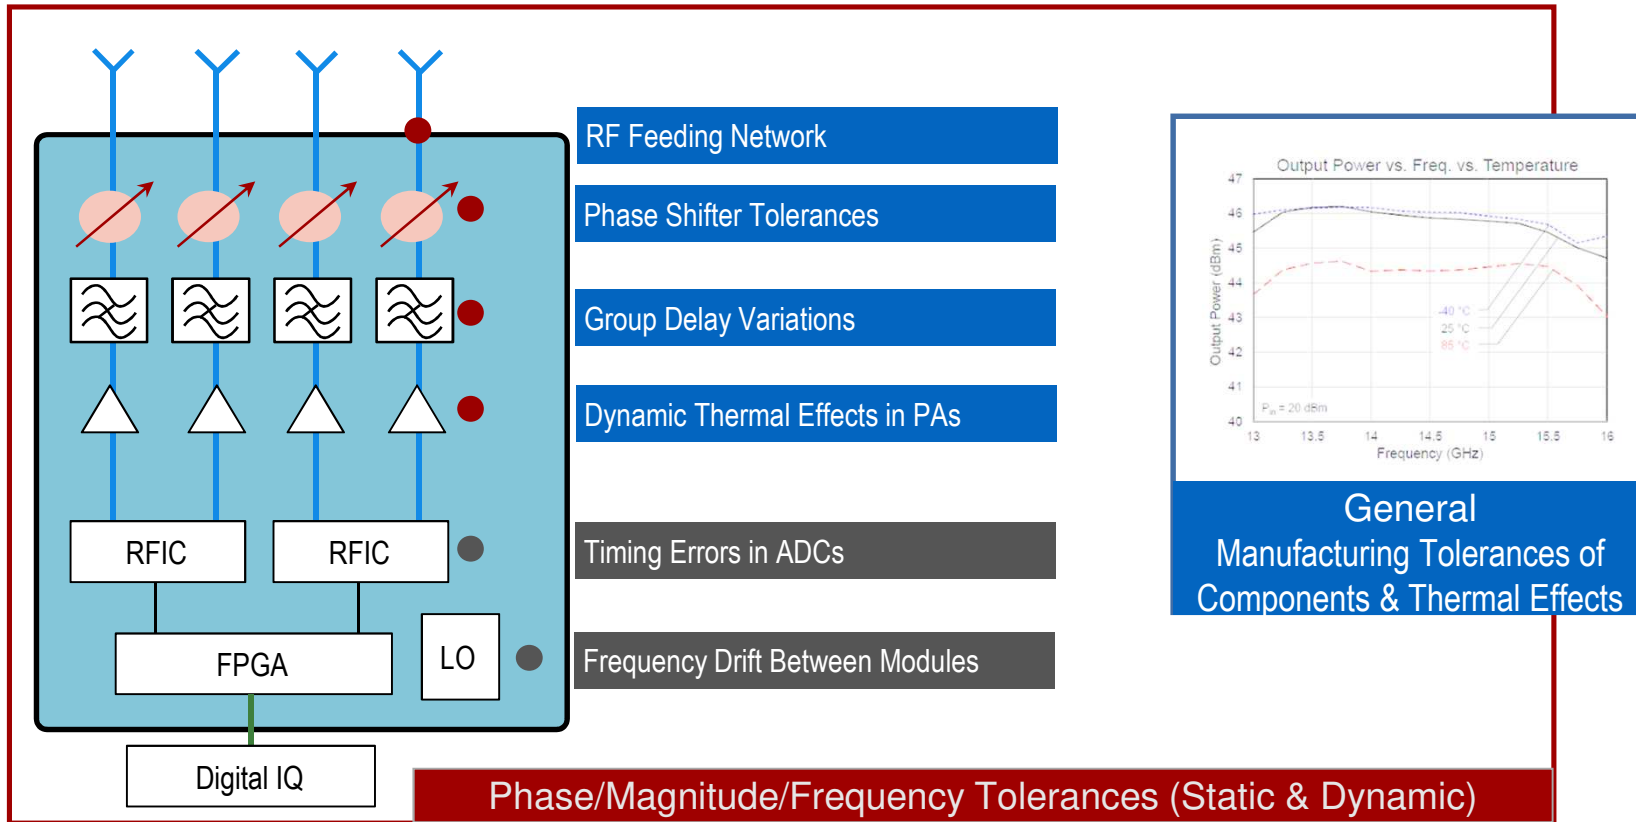 RF Feeding Network
Phase Shifter Tolerances
Group Delay Variations
Dynamic Thermal Effects in PAs
RFIC
RFIC
Timing Errors in ADCs
FPGA
LO
Frequency Drift Between Modules
Digital IQ
Output Power vs. Freq. vs. Temperature
Output Power (dBm)
47
46
45
44
43
42
41
40
-40 °C
25 °C
85 °C
Pin = 20 dBm
13
13.5
14
14.5
15
15.5
16
Frequency (GHz)
General
Manufacturing Tolerances of
Components & Thermal Effects
Phase/Magnitude/Frequency Tolerances (Static & Dynamic)